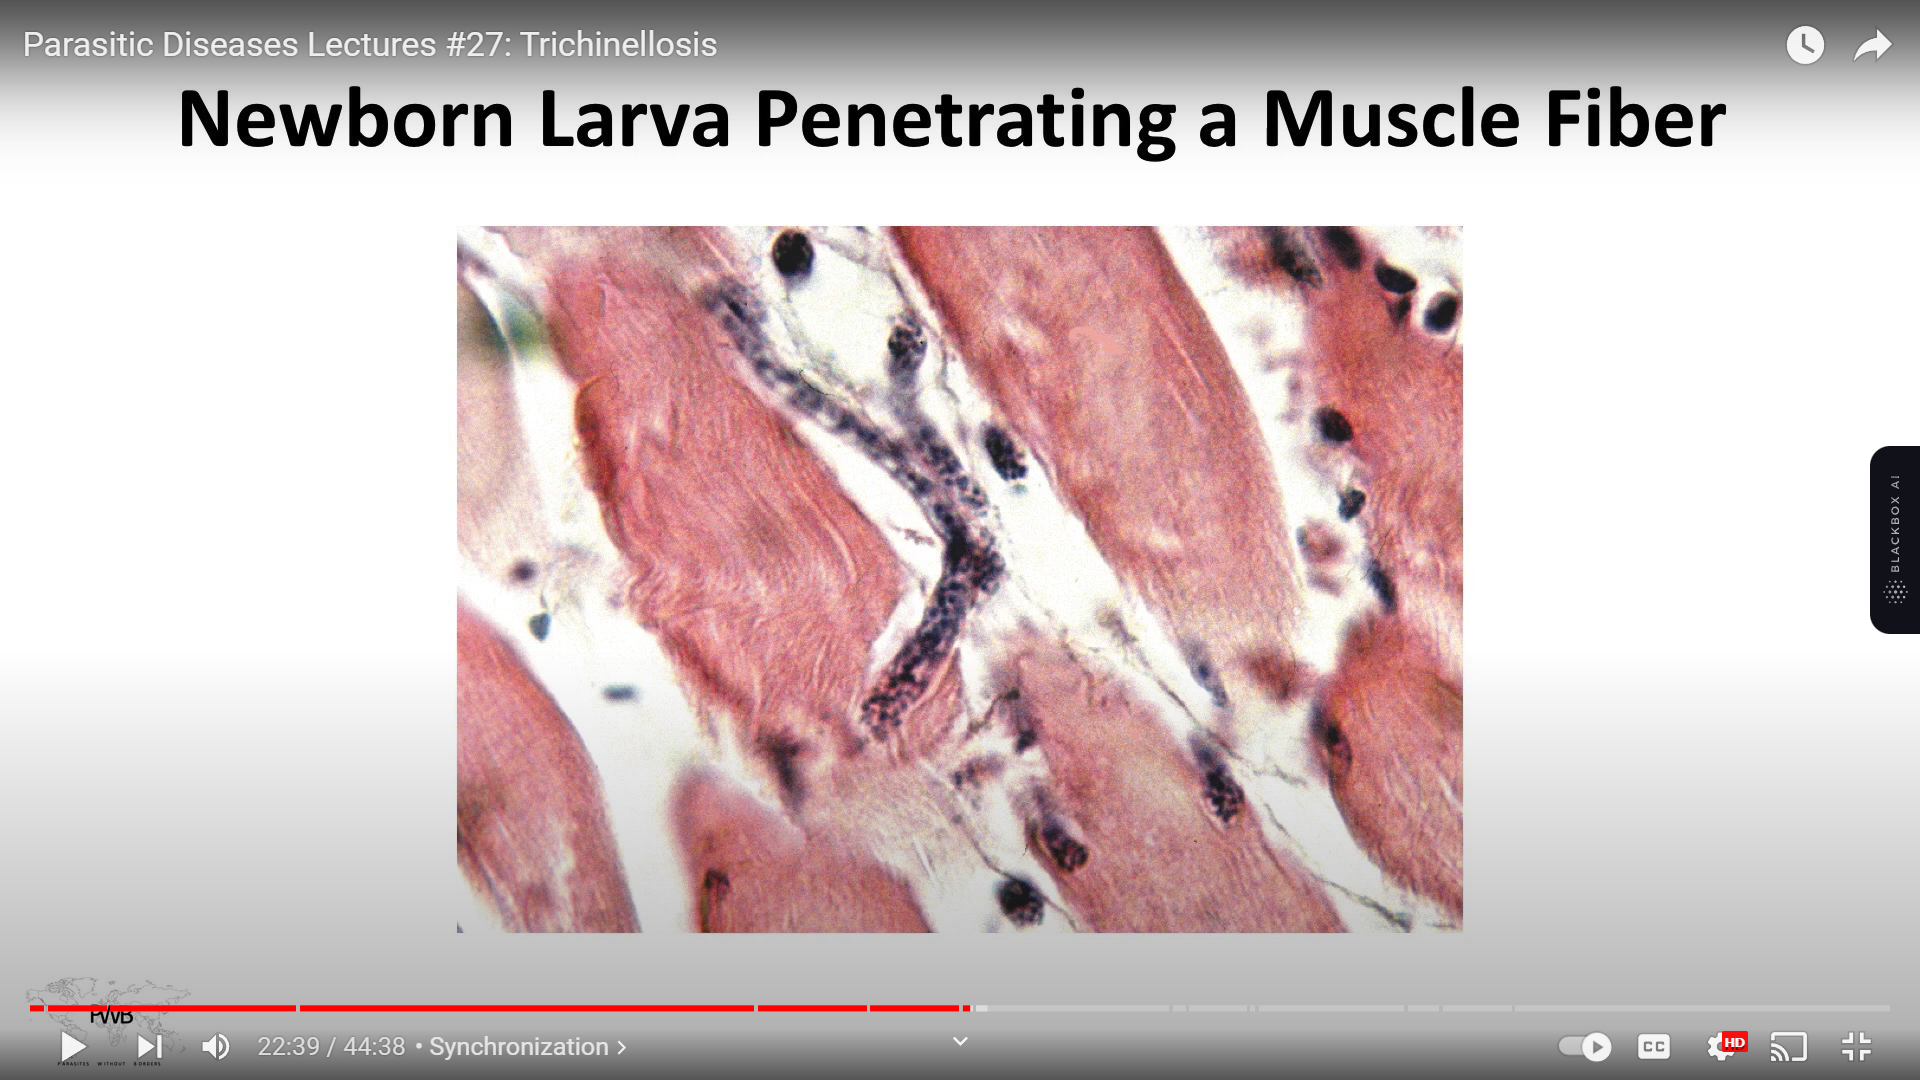 Parasitic Diseases Lectures #27: Trichinellosis
Newborn Larva Penetrating a Muscle Fiber
BLACKBOX AI
PWB
PARASITES WITHOUT BORDERS
22:39 / 44:38 • Synchronization >
CC
HD